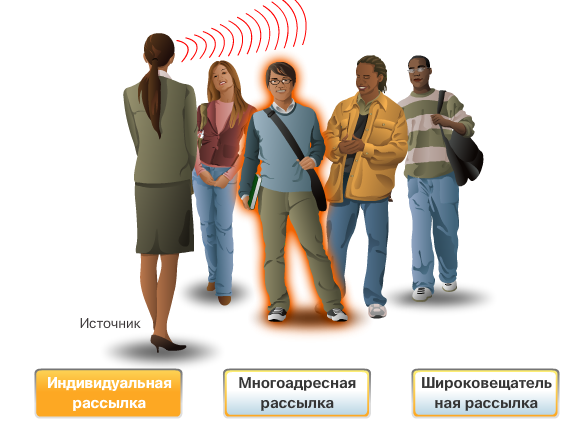 Источник
Индивидуальная
рассылка
Многоадресная
рассылка
Широковещатель
ная рассылка